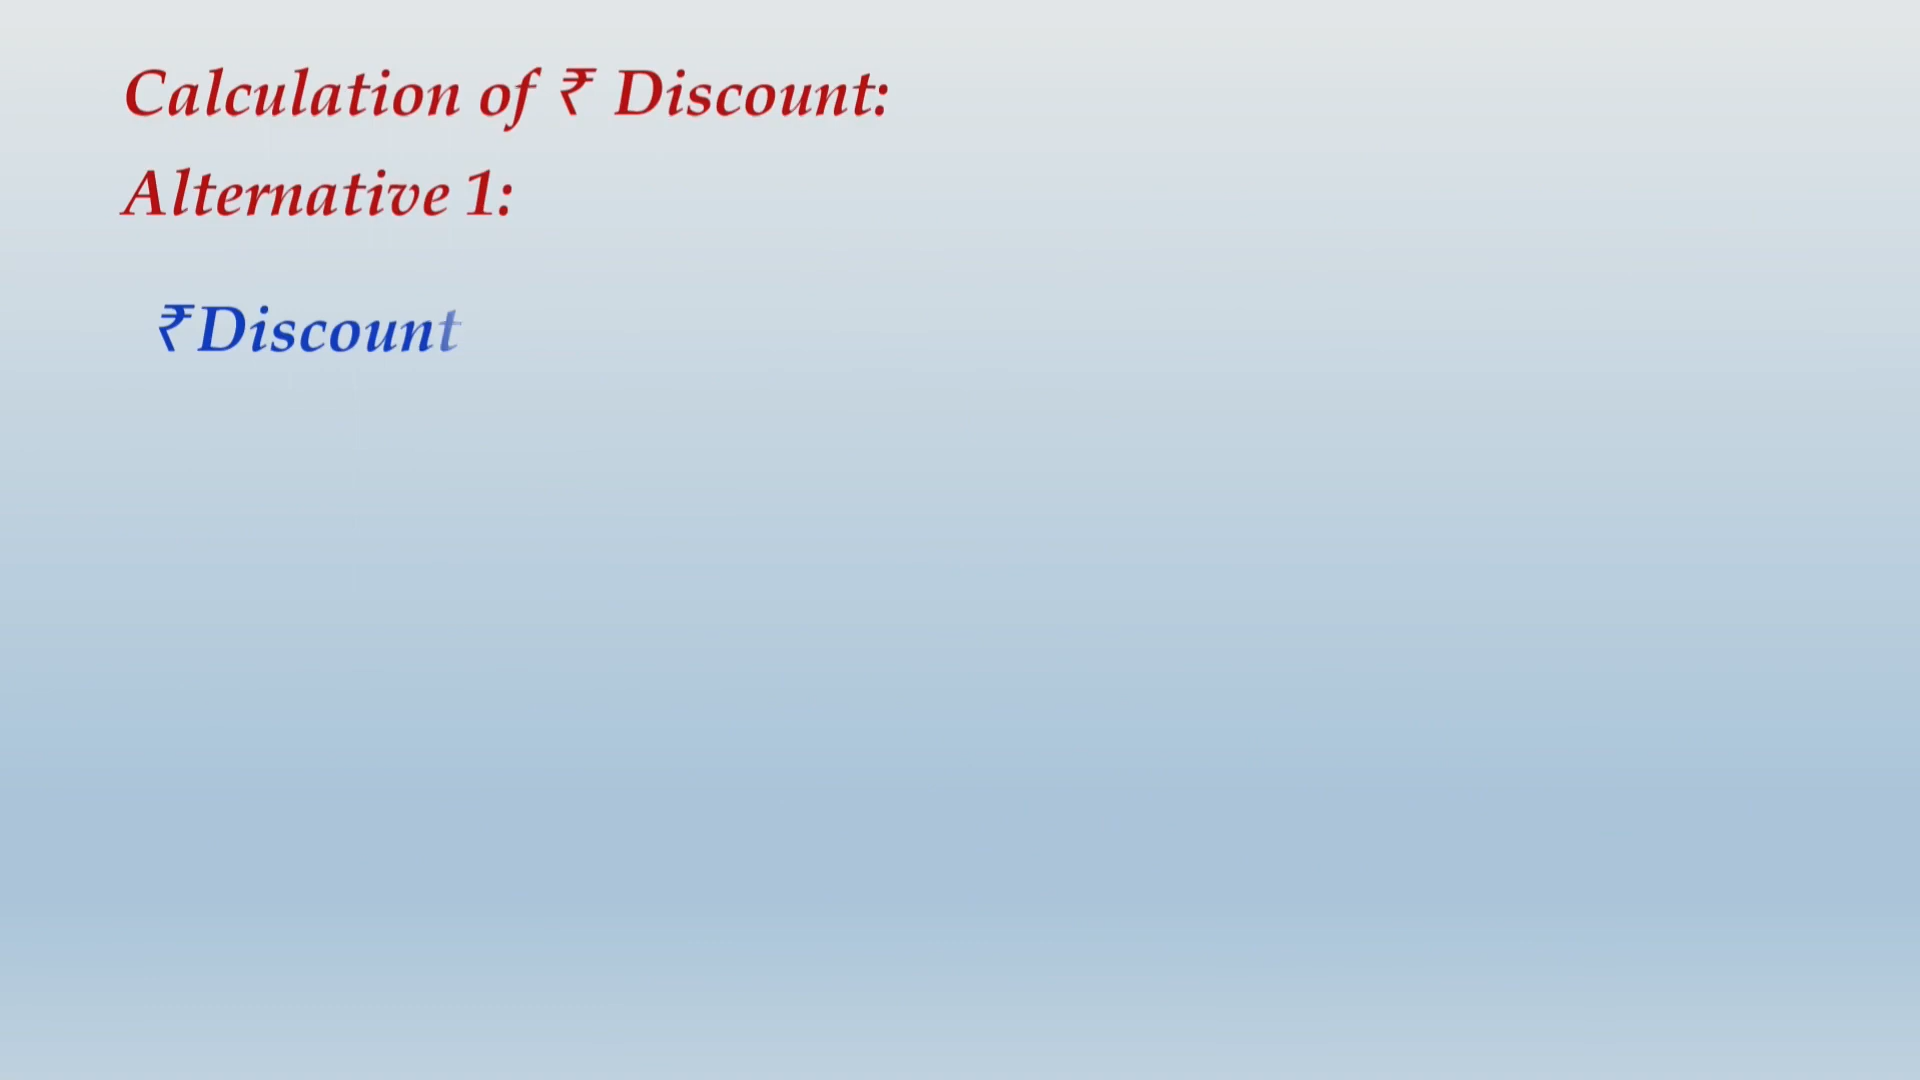 Calculation of ₹ Discount:
Alternative 1:
₹Discount